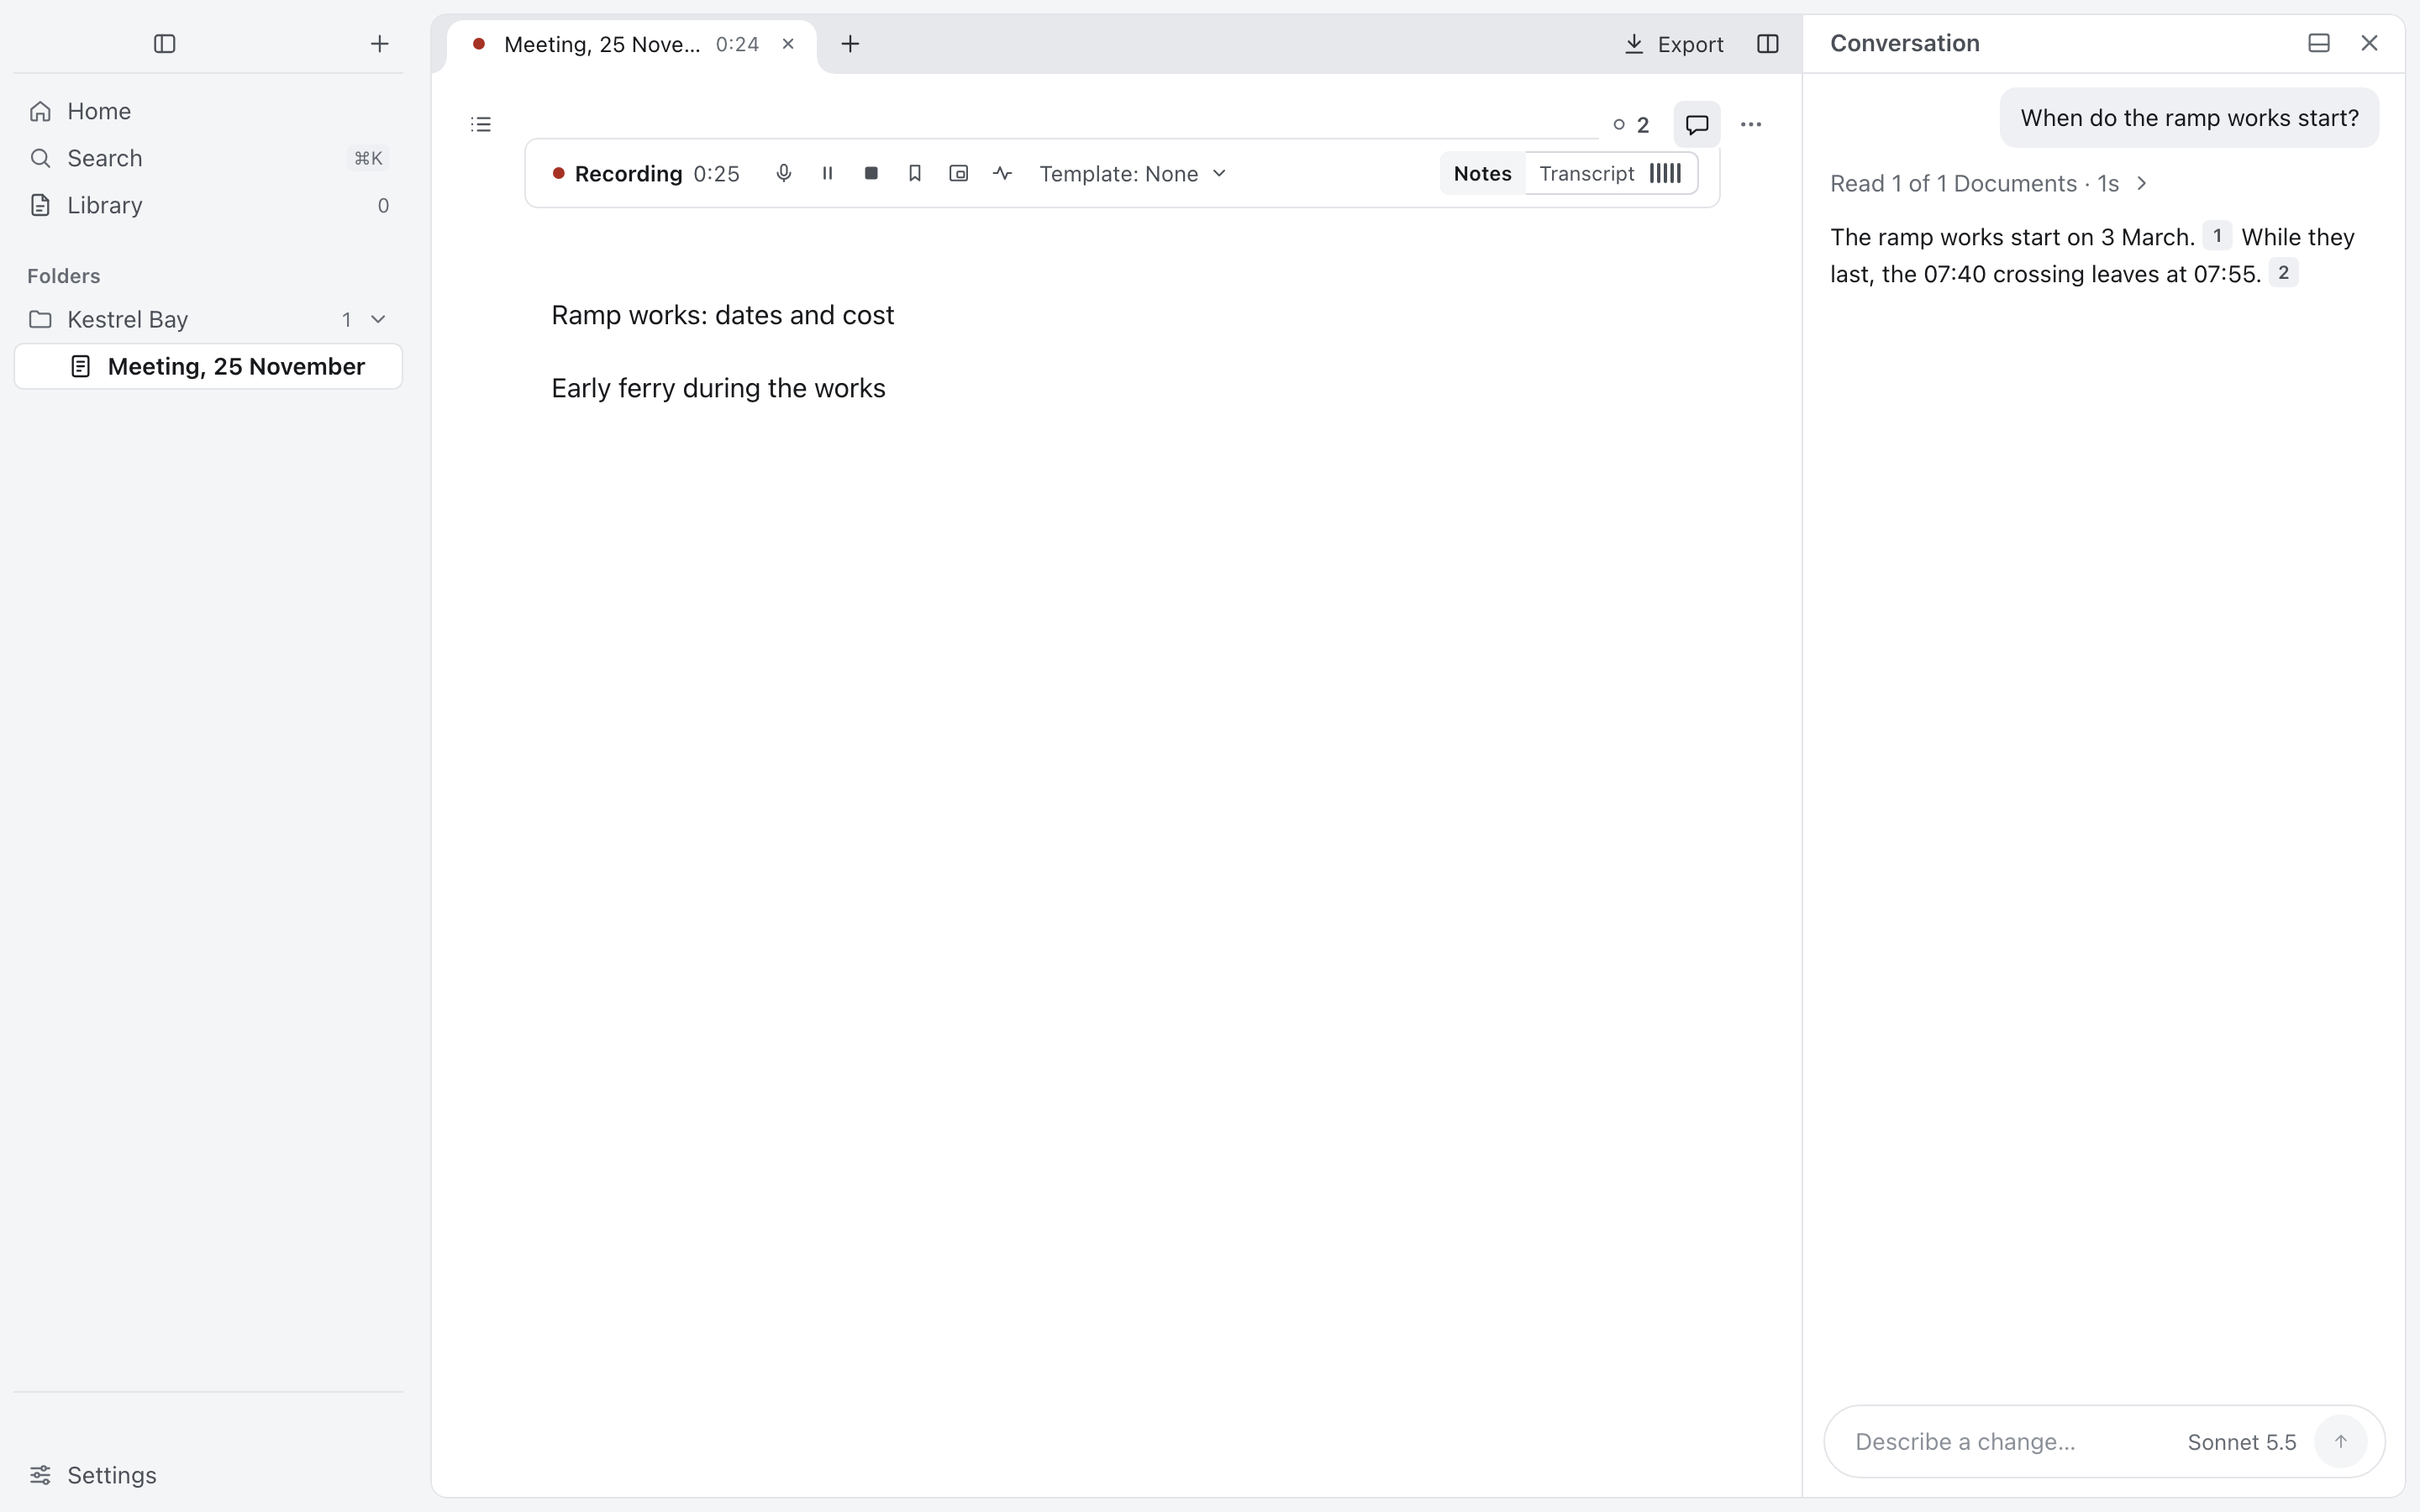 Home
Search ⌘K
Library 0
Folders
Kestrel Bay 1
Meeting, 25 November
Settings
Meeting, 25 Nove... 0:24
Export
2
Recording 0:25 Template: None Notes Transcript
Ramp works: dates and cost
Early ferry during the works
Conversation
When do the ramp works start?
Read 1 of 1 Documents · 1s
The ramp works start on 3 March. 1 While they
last, the 07:40 crossing leaves at 07:55. 2
Describe a change... Sonnet 5.5